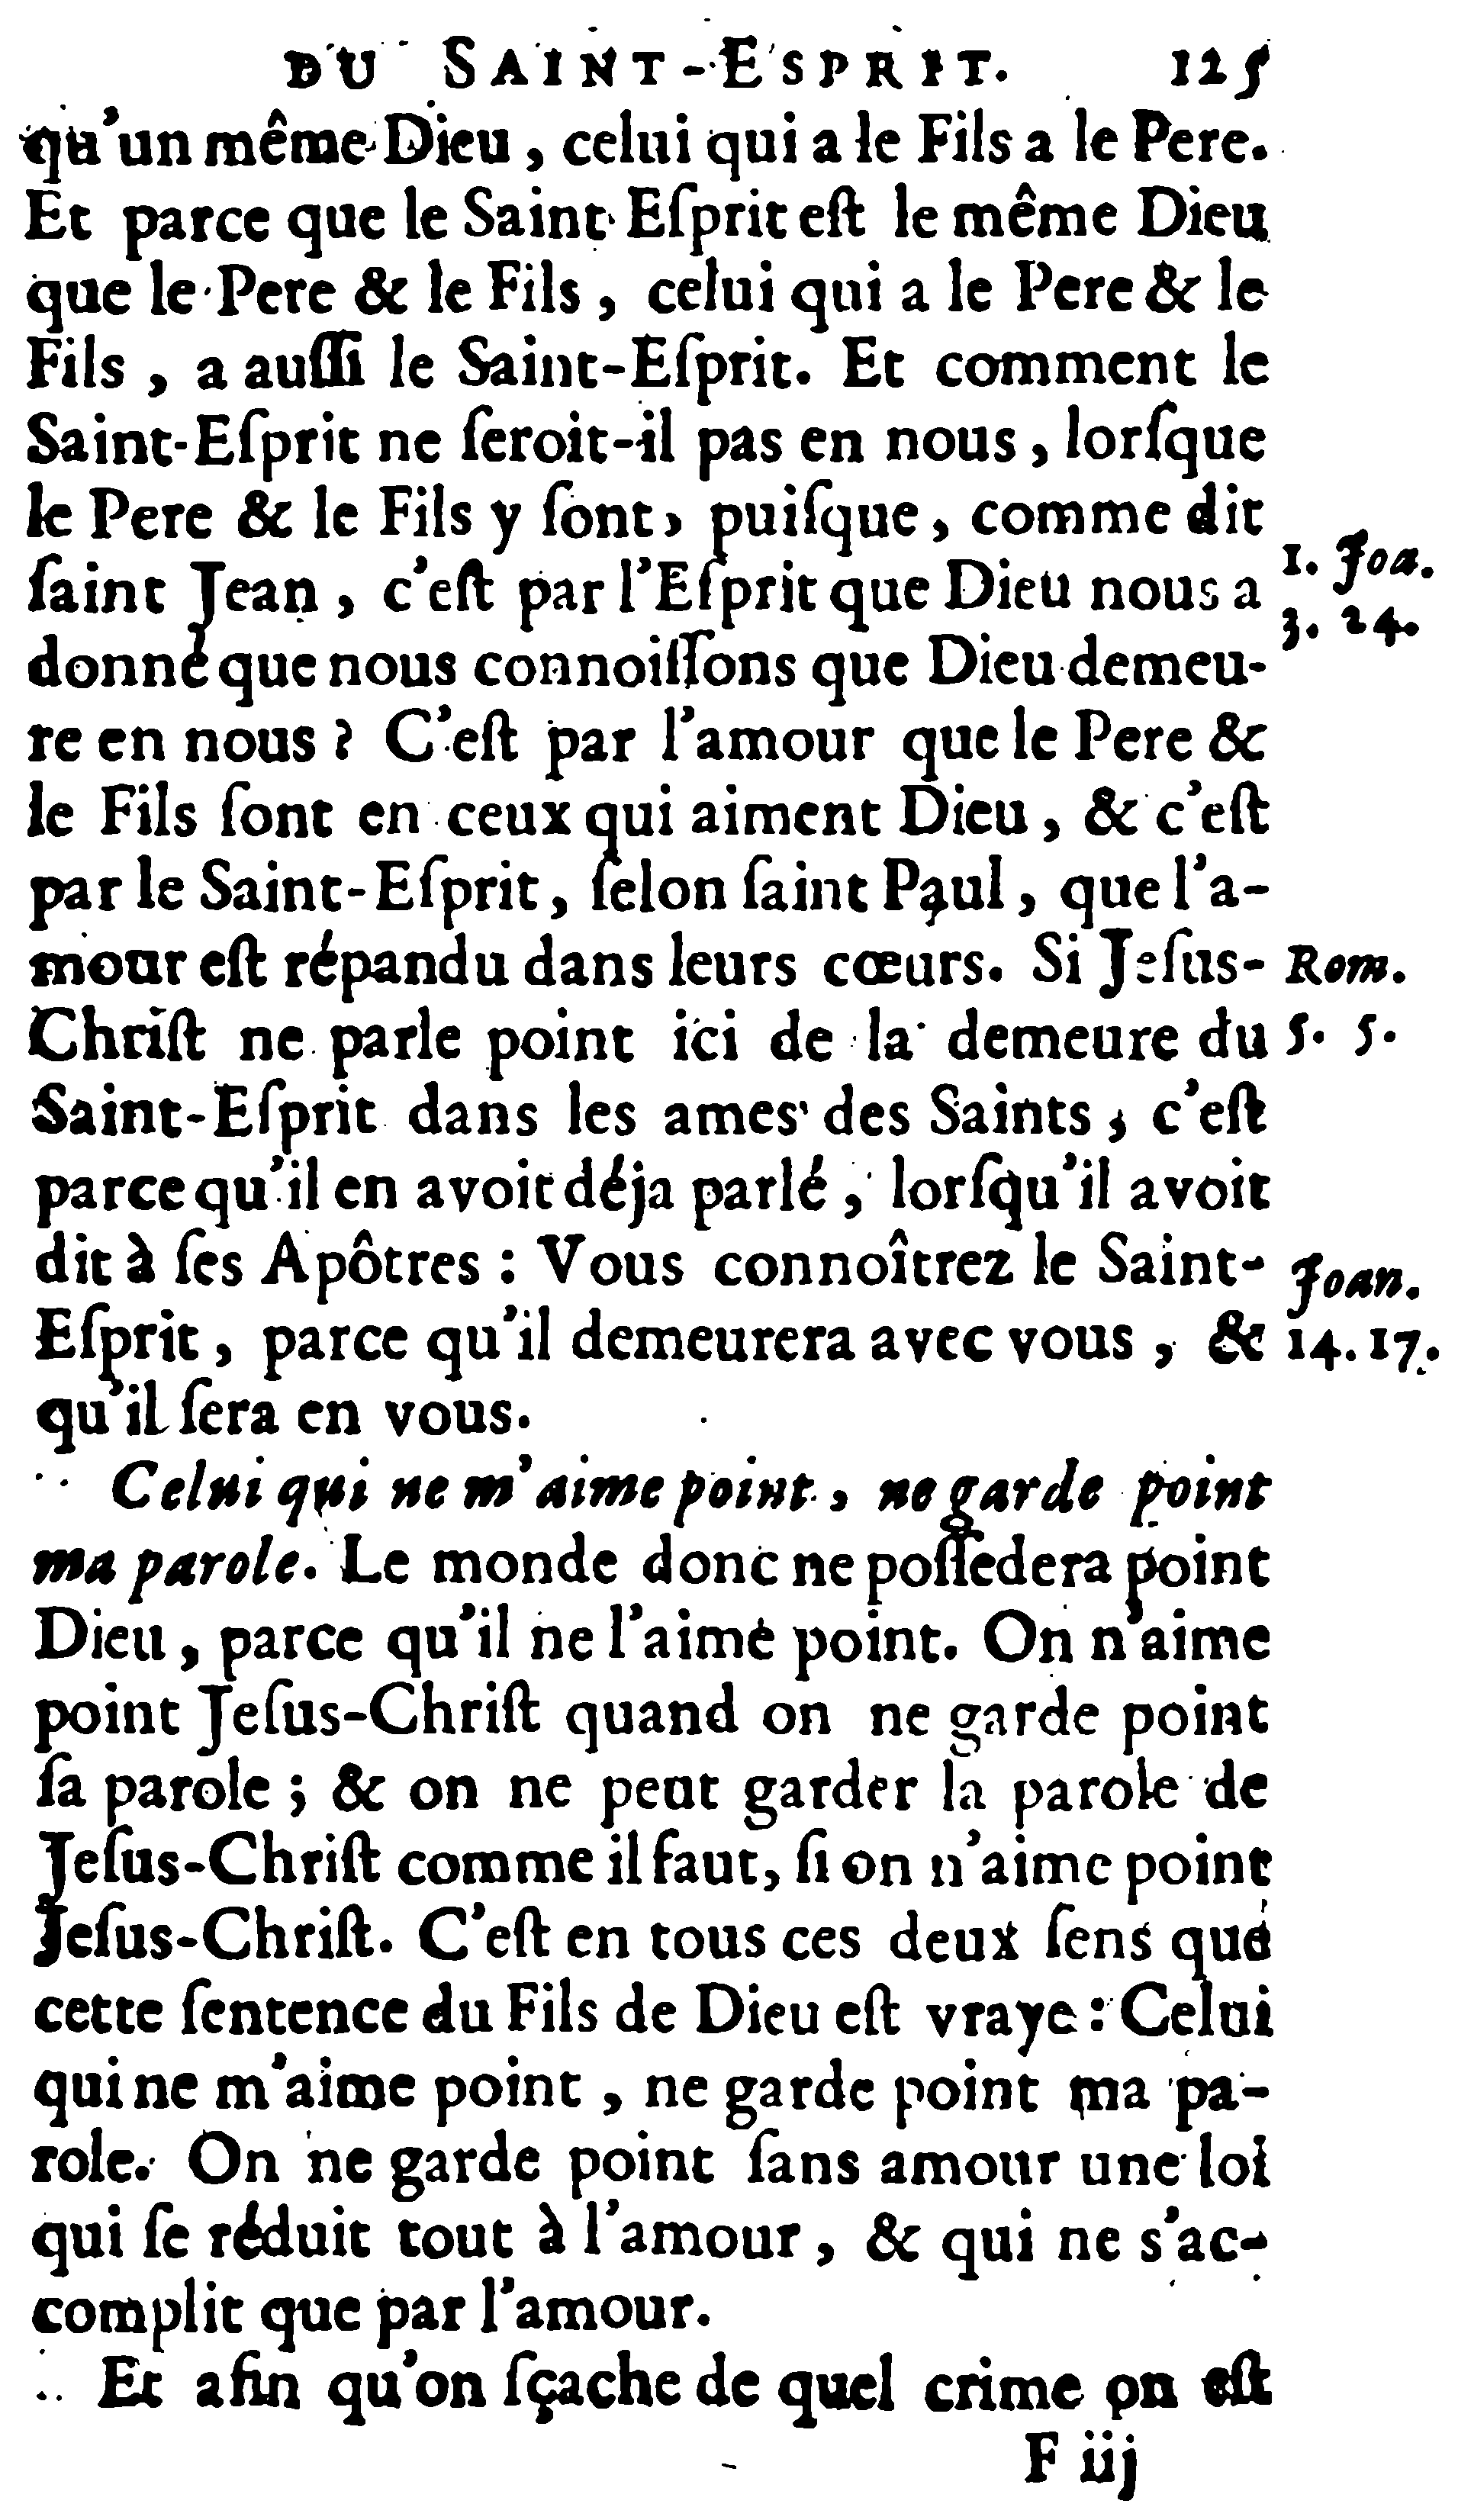 DU SAINT-ESPRIT. 125
qu'un même Dieu, celui qui a le Fils a le Pere.
Et parce que le Saint Eſprit eſt le même Dieu
que le Pere & le Fils, celui qui a le Pere & le
Fils, a auſſi le Saint-Eſprit. Et comment le
Saint-Eſprit ne ſeroit-il pas en nous, lorſque
le Pere & le Fils y ſont, puiſque, comme dit
ſaint Jean, c'eſt par l'Eſprit que Dieu nous a
1. Joa.
3. 24.
donné que nous connoiſſons que Dieu demeu-
re en nous? C'eſt par l'amour que le Pere &
le Fils ſont en ceux qui aiment Dieu, & c'eſt
par le Saint-Eſprit, ſelon ſaint Paul, que l'a-
mour eſt répandu dans leurs cœurs. Si Jeſus-
Rom.
5. 5.
Chriſt ne parle point ici de la demeure du
Saint-Eſprit dans les ames des Saints, c'eſt
parce qu'il en avoit déja parlé, lorſqu'il avoit
dit à ſes Apôtres : Vous connoîtrez le Saint-
Joan.
14. 17.
Eſprit, parce qu'il demeurera avec vous, &
qu'il ſera en vous.
Celui qui ne m'aime point, ne garde point
ma parole. Le monde donc ne poſſedera point
Dieu, parce qu'il ne l'aime point. On n'aime
point Jeſus-Chriſt quand on ne garde point
ſa parole; & on ne peut garder la parole de
Jeſus-Chriſt comme il faut, ſi on n'aime point
Jeſus-Chriſt. C'eſt en tous ces deux ſens que
cette ſentence du Fils de Dieu eſt vraye: Celui
qui ne m'aime point, ne garde point ma pa-
role. On ne garde point ſans amour une loi
qui ſe réduit tout à l'amour, & qui ne s'ac-
complit que par l'amour.
Et afin qu'on ſçache de quel crime on eſt
F iij